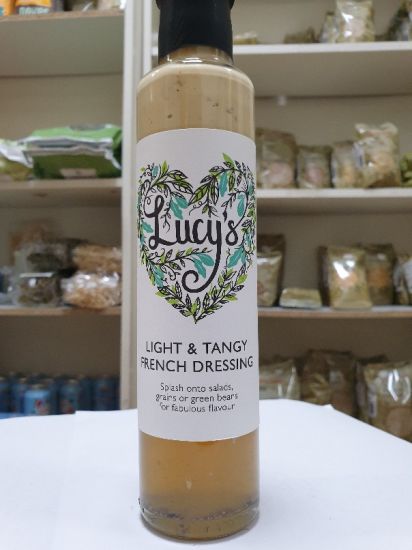 Lucy's
LIGHT & TANGY
FRENCH DRESSING
Splash onto salads,
grains or green beans
for fabulous flavour